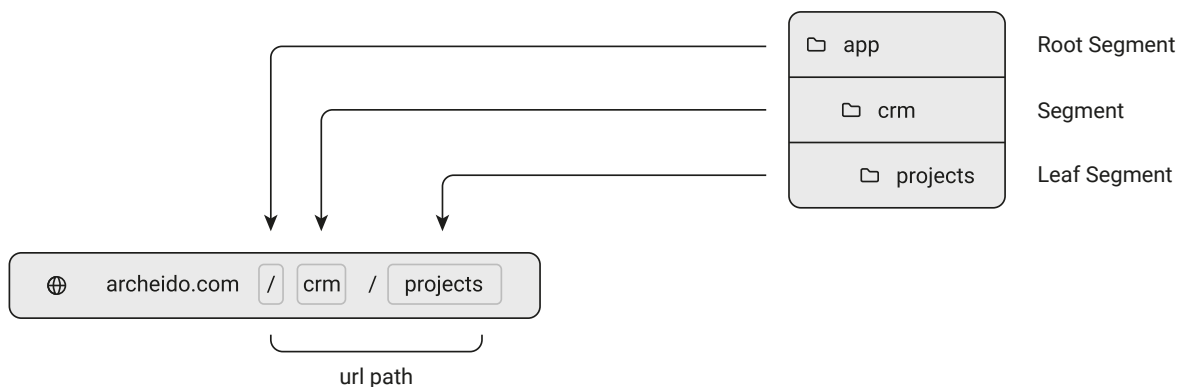 app Root Segment
crm Segment
projects Leaf Segment
archeido.com / crm / projects
url path